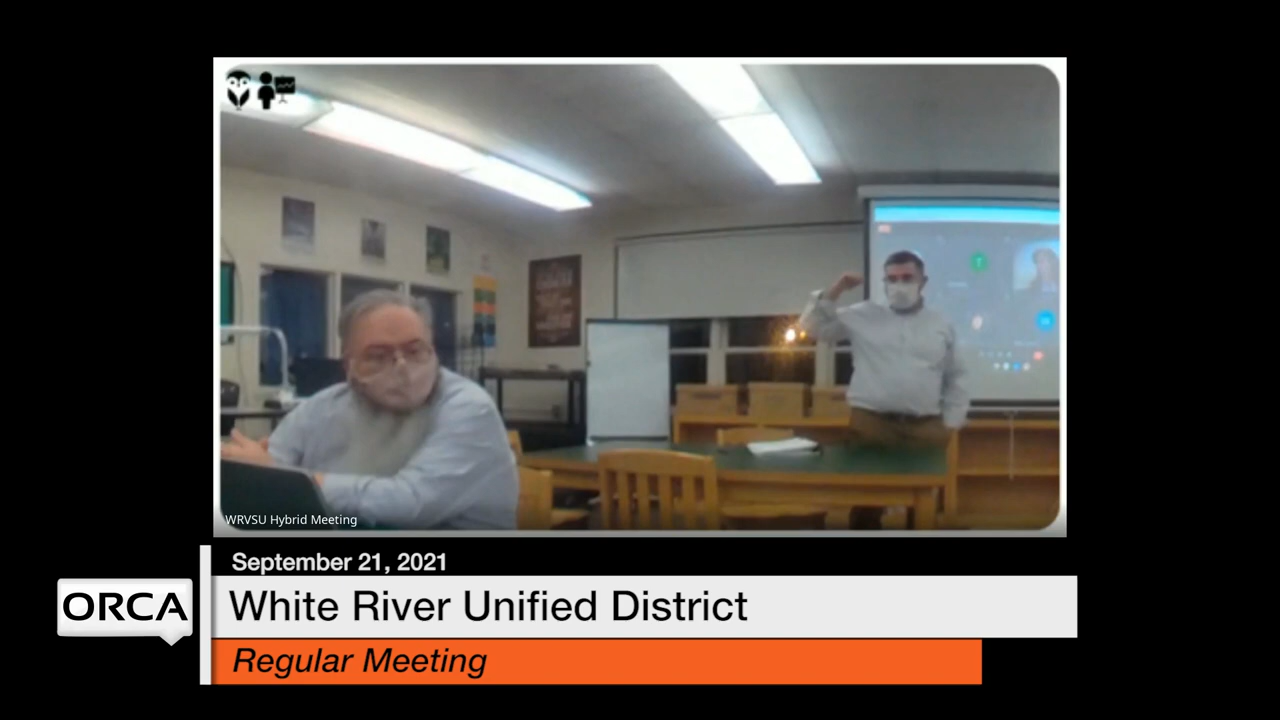 WRVSU Hybrid Meeting
September 21, 2021
ORCA
White River Unified District
Regular Meeting